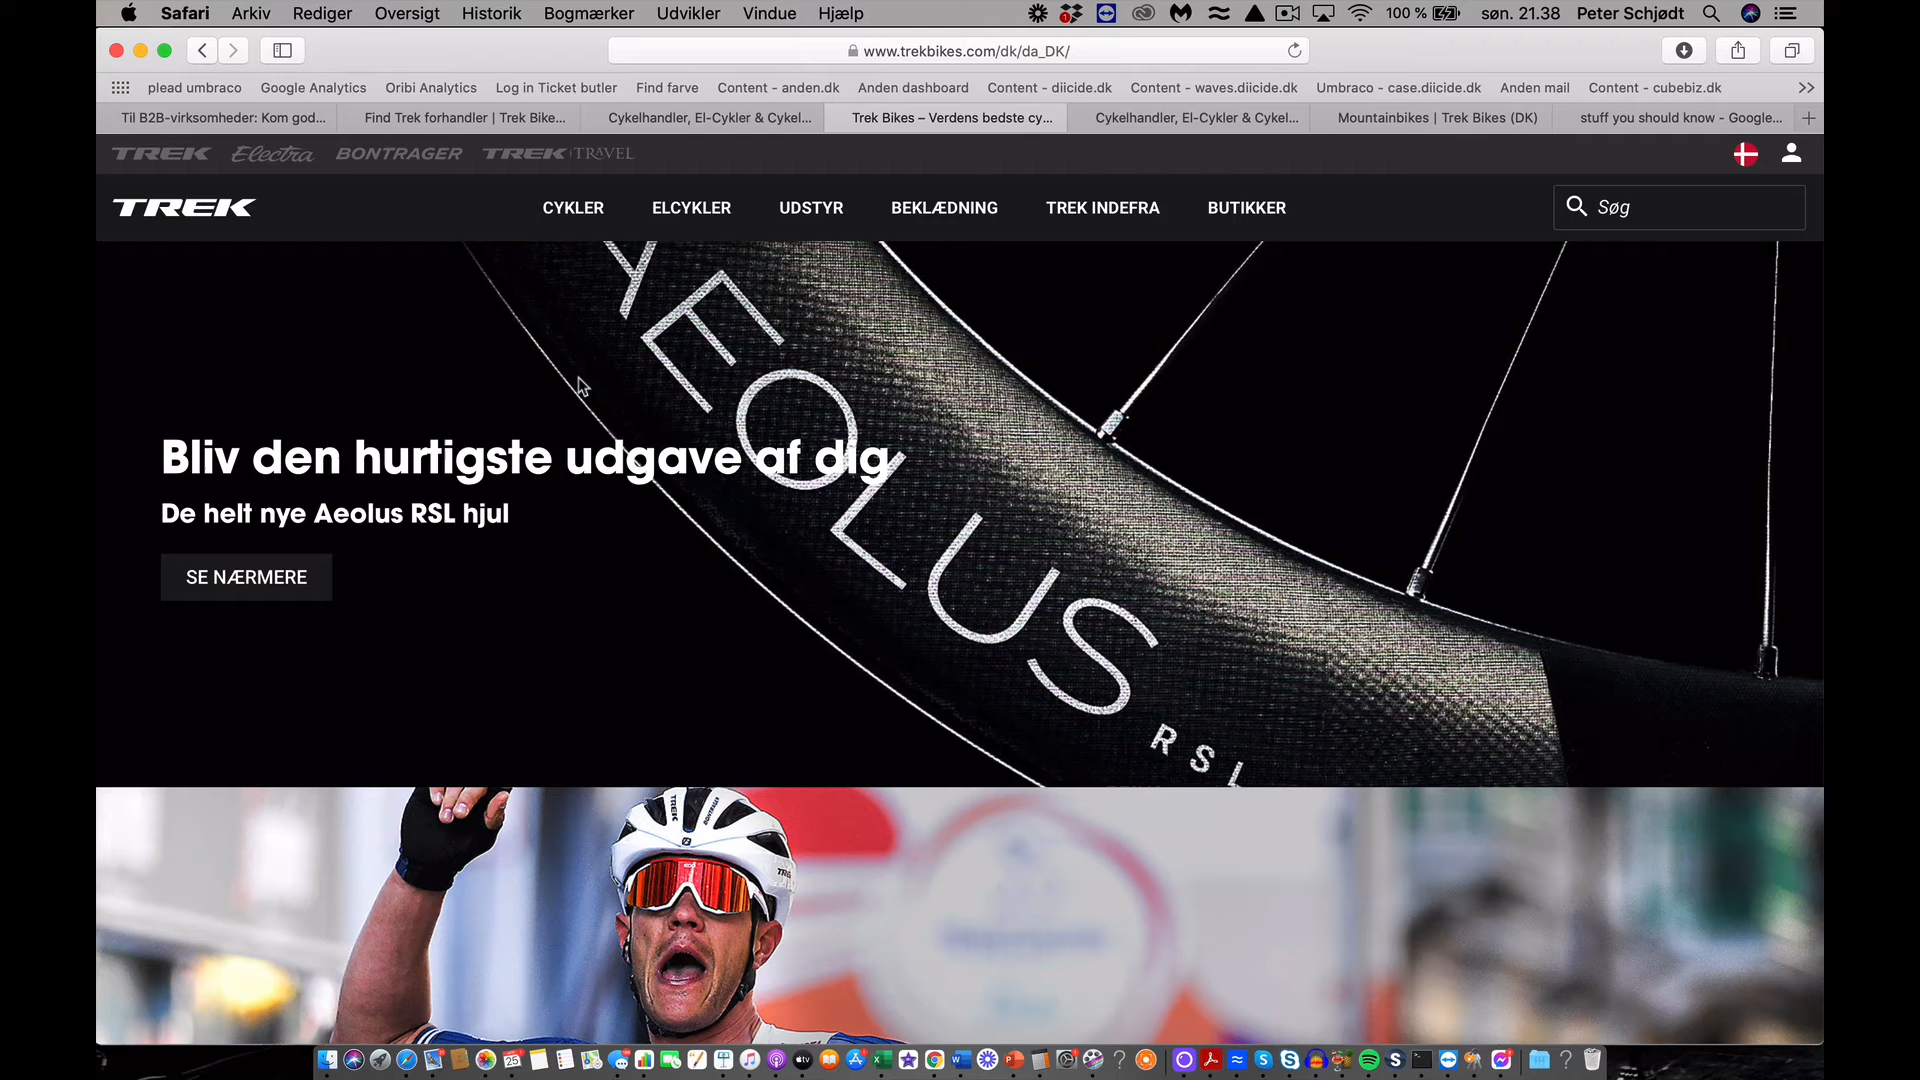 Safari Arkiv Rediger Oversigt Historik Bogmærker Udvikler Vindue Hjælp 100 % søn. 21.38 Peter Schjødt
www.trekbikes.com/dk/da_DK/
plead umbraco Google Analytics Oribi Analytics Log in Ticket butler Find farve Content - anden.dk Anden dashboard Content - diicide.dk Content - waves.diicide.dk Umbraco - case.diicide.dk Anden mail Content - cubebiz.dk
Til B2B-virksomheder: Kom god... Find Trek forhandler | Trek Bike... Cykelhandler, El-Cykler & Cykel... Trek Bikes – Verdens bedste cy... Cykelhandler, El-Cykler & Cykel... Mountainbikes | Trek Bikes (DK) stuff you should know - Google...
TREK Electra BONTRAGER TREK | TRAVEL
TREK CYKLER ELCYKLER UDSTYR BEKLÆDNING TREK INDEFRA BUTIKKER Søg
AEOLUS RSL
Bliv den hurtigste udgave af dig
De helt nye Aeolus RSL hjul
SE NÆRMERE
TREK
TREK
25